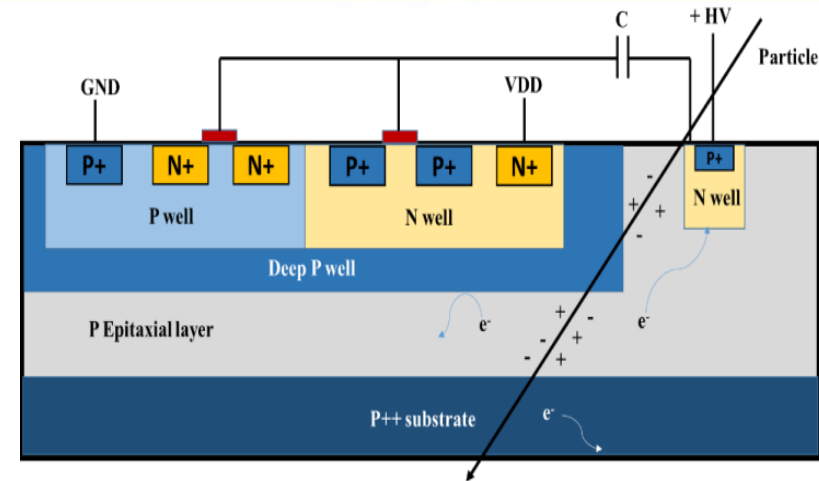 C
+ HV
Particle
GND
VDD
P+
N+
N+
P+
P+
N+
P+
P well
N well
N well
Deep P well
P Epitaxial layer
e-
e-
P++ substrate
e-
- 
+
+
-
+
-
-
+
-
+